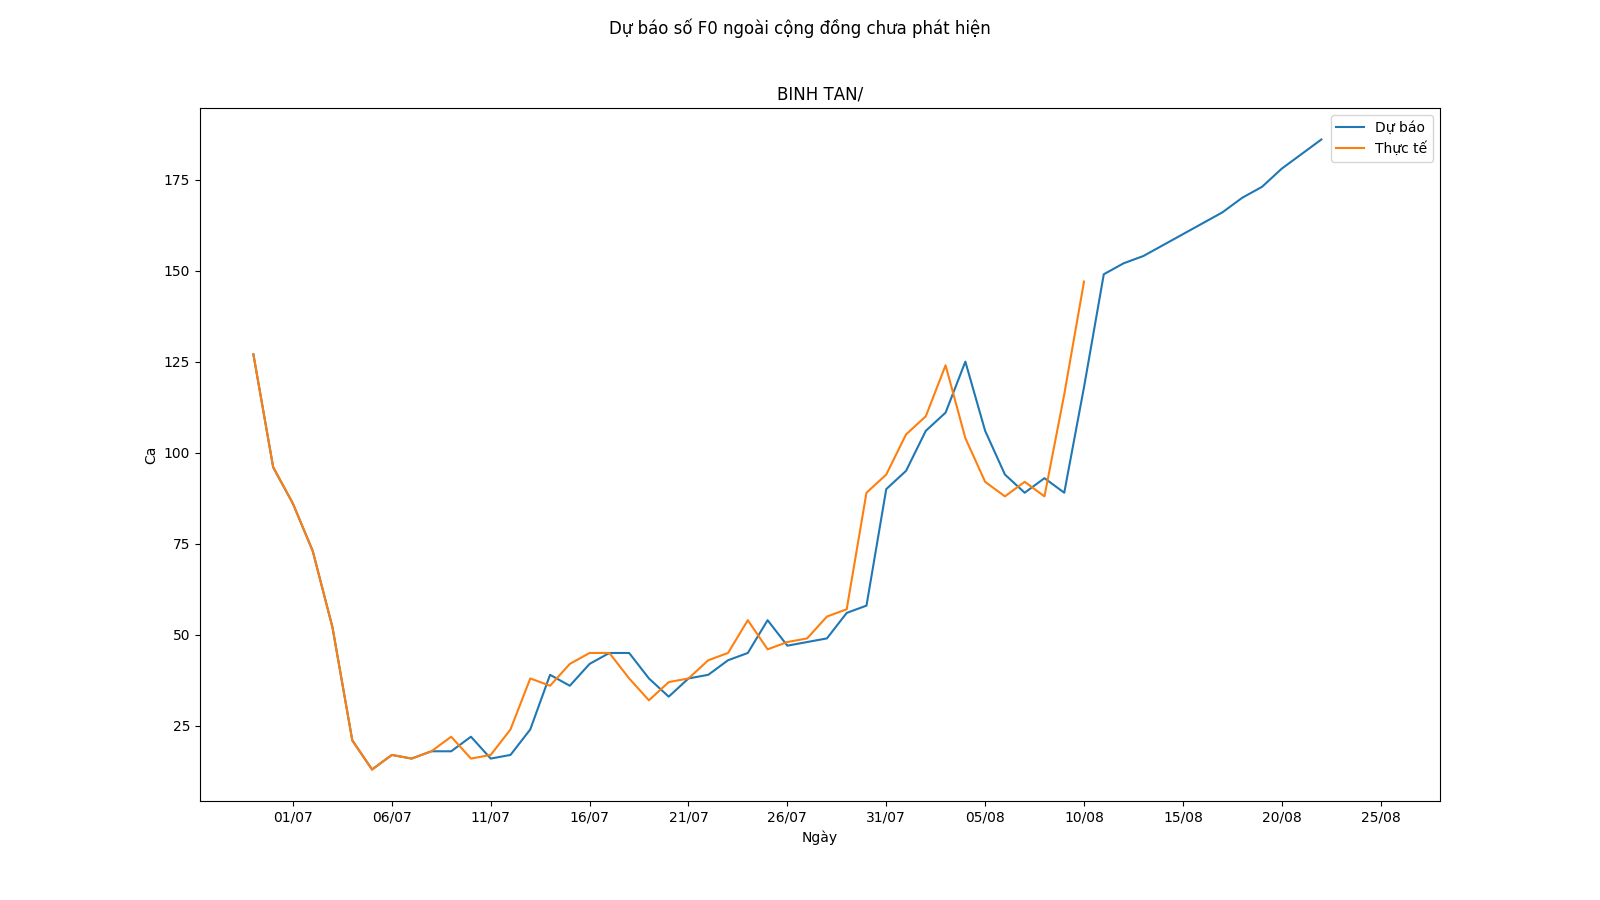 Dự báo số F0 ngoài cộng đồng chưa phát hiện
BINH TAN/
Dự báo
Thực tế
Ca
175
150
125
100
75
50
25
01/07 06/07 11/07 16/07 21/07 26/07 31/07 05/08 10/08 15/08 20/08 25/08
Ngày